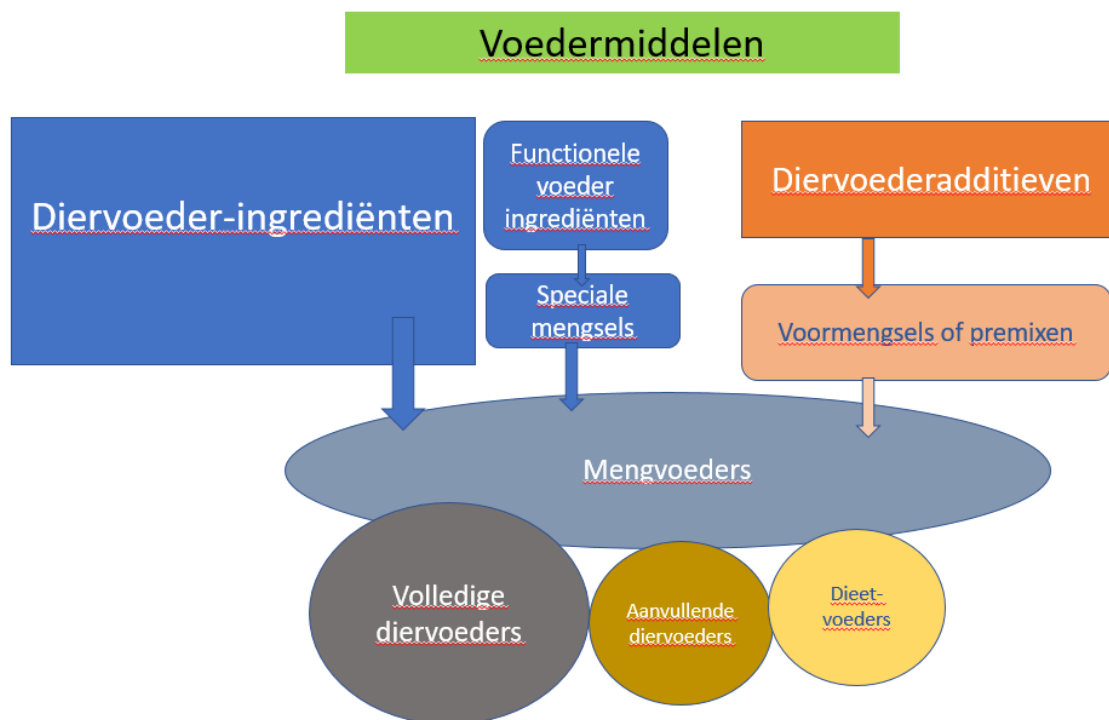 Voedermiddelen
Diervoeder-ingrediënten
Functionele
voeder
ingrediënten
Speciale
mengsels
Diervoederadditieven
Voormengsels of premixen
Mengvoeders
Volledige
diervoeders
Aanvullende
diervoeders
Dieet-
voeders